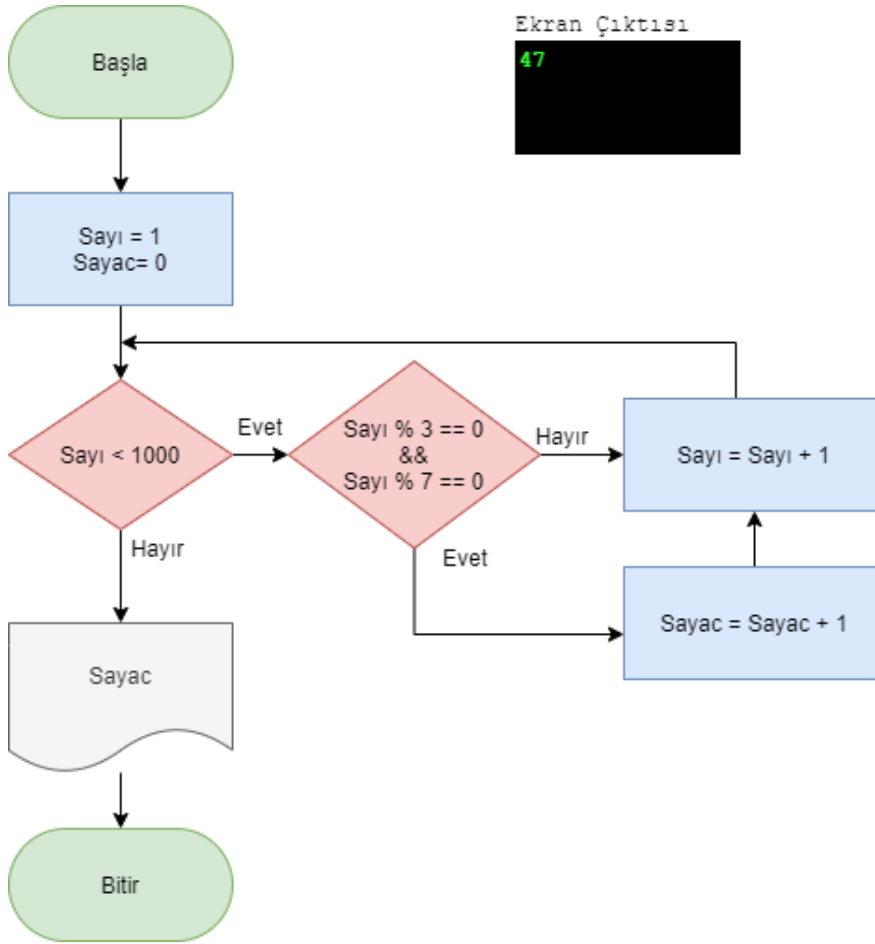 Ekran Çıktısı
47
Başla
Sayı = 1
Sayac= 0
Sayı < 1000
Evet
Sayı % 3 == 0
&&
Sayı % 7 == 0
Hayır
Sayı = Sayı + 1
Hayır
Evet
Sayac = Sayac + 1
Sayac
Bitir